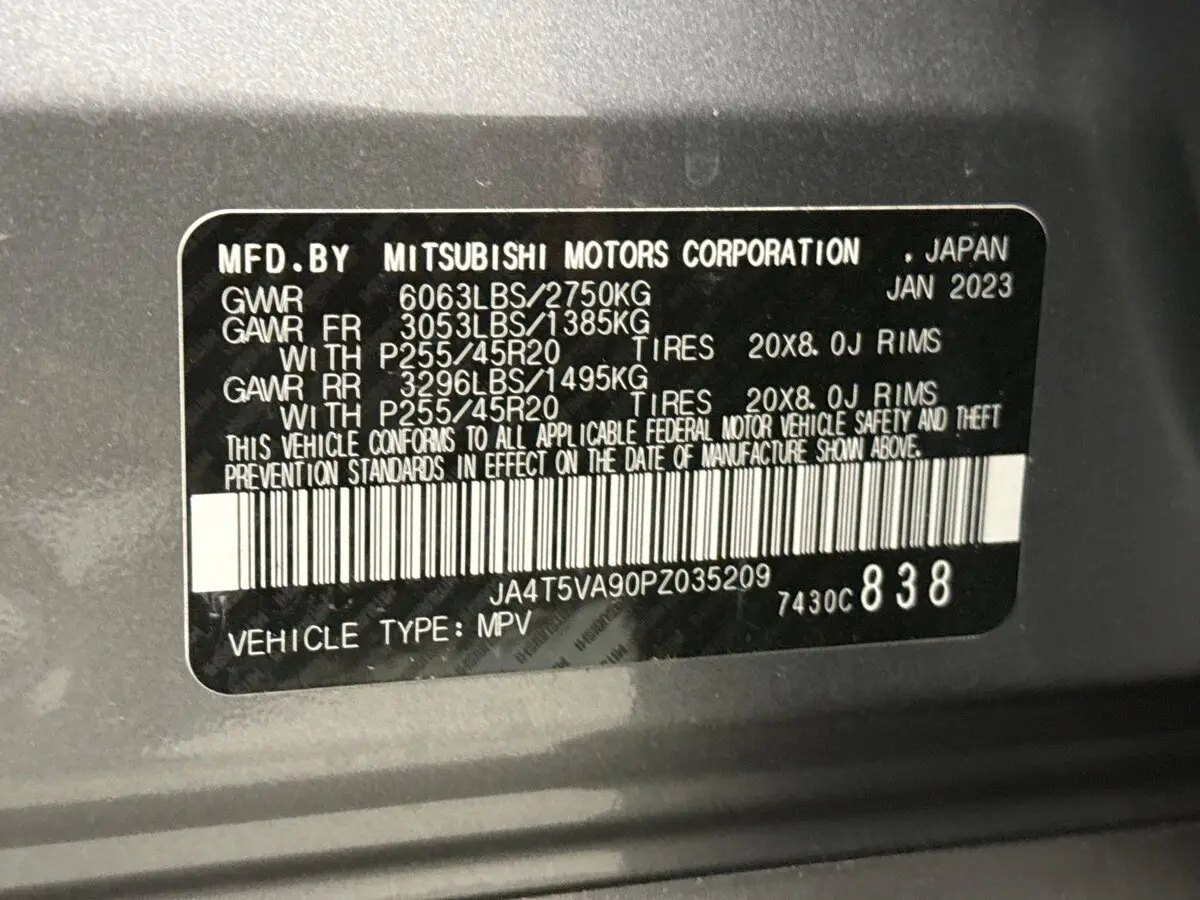 MFD.BY MITSUBISHI MOTORS CORPORATION . JAPAN
GVWR 6063LBS/2750KG JAN 2023
GAWR FR 3053LBS/1385KG
WITH P255/45R20 TIRES 20X8.0J RIMS
GAWR RR 3296LBS/1495KG
WITH P255/45R20 TIRES 20X8.0J RIMS
THIS VEHICLE CONFORMS TO ALL APPLICABLE FEDERAL MOTOR VEHICLE SAFETY AND THEFT
PREVENTION STANDARDS IN EFFECT ON THE DATE OF MANUFACTURE SHOWN ABOVE.
JA4T5VA90PZ035209 7430C 838
VEHICLE TYPE: MPV